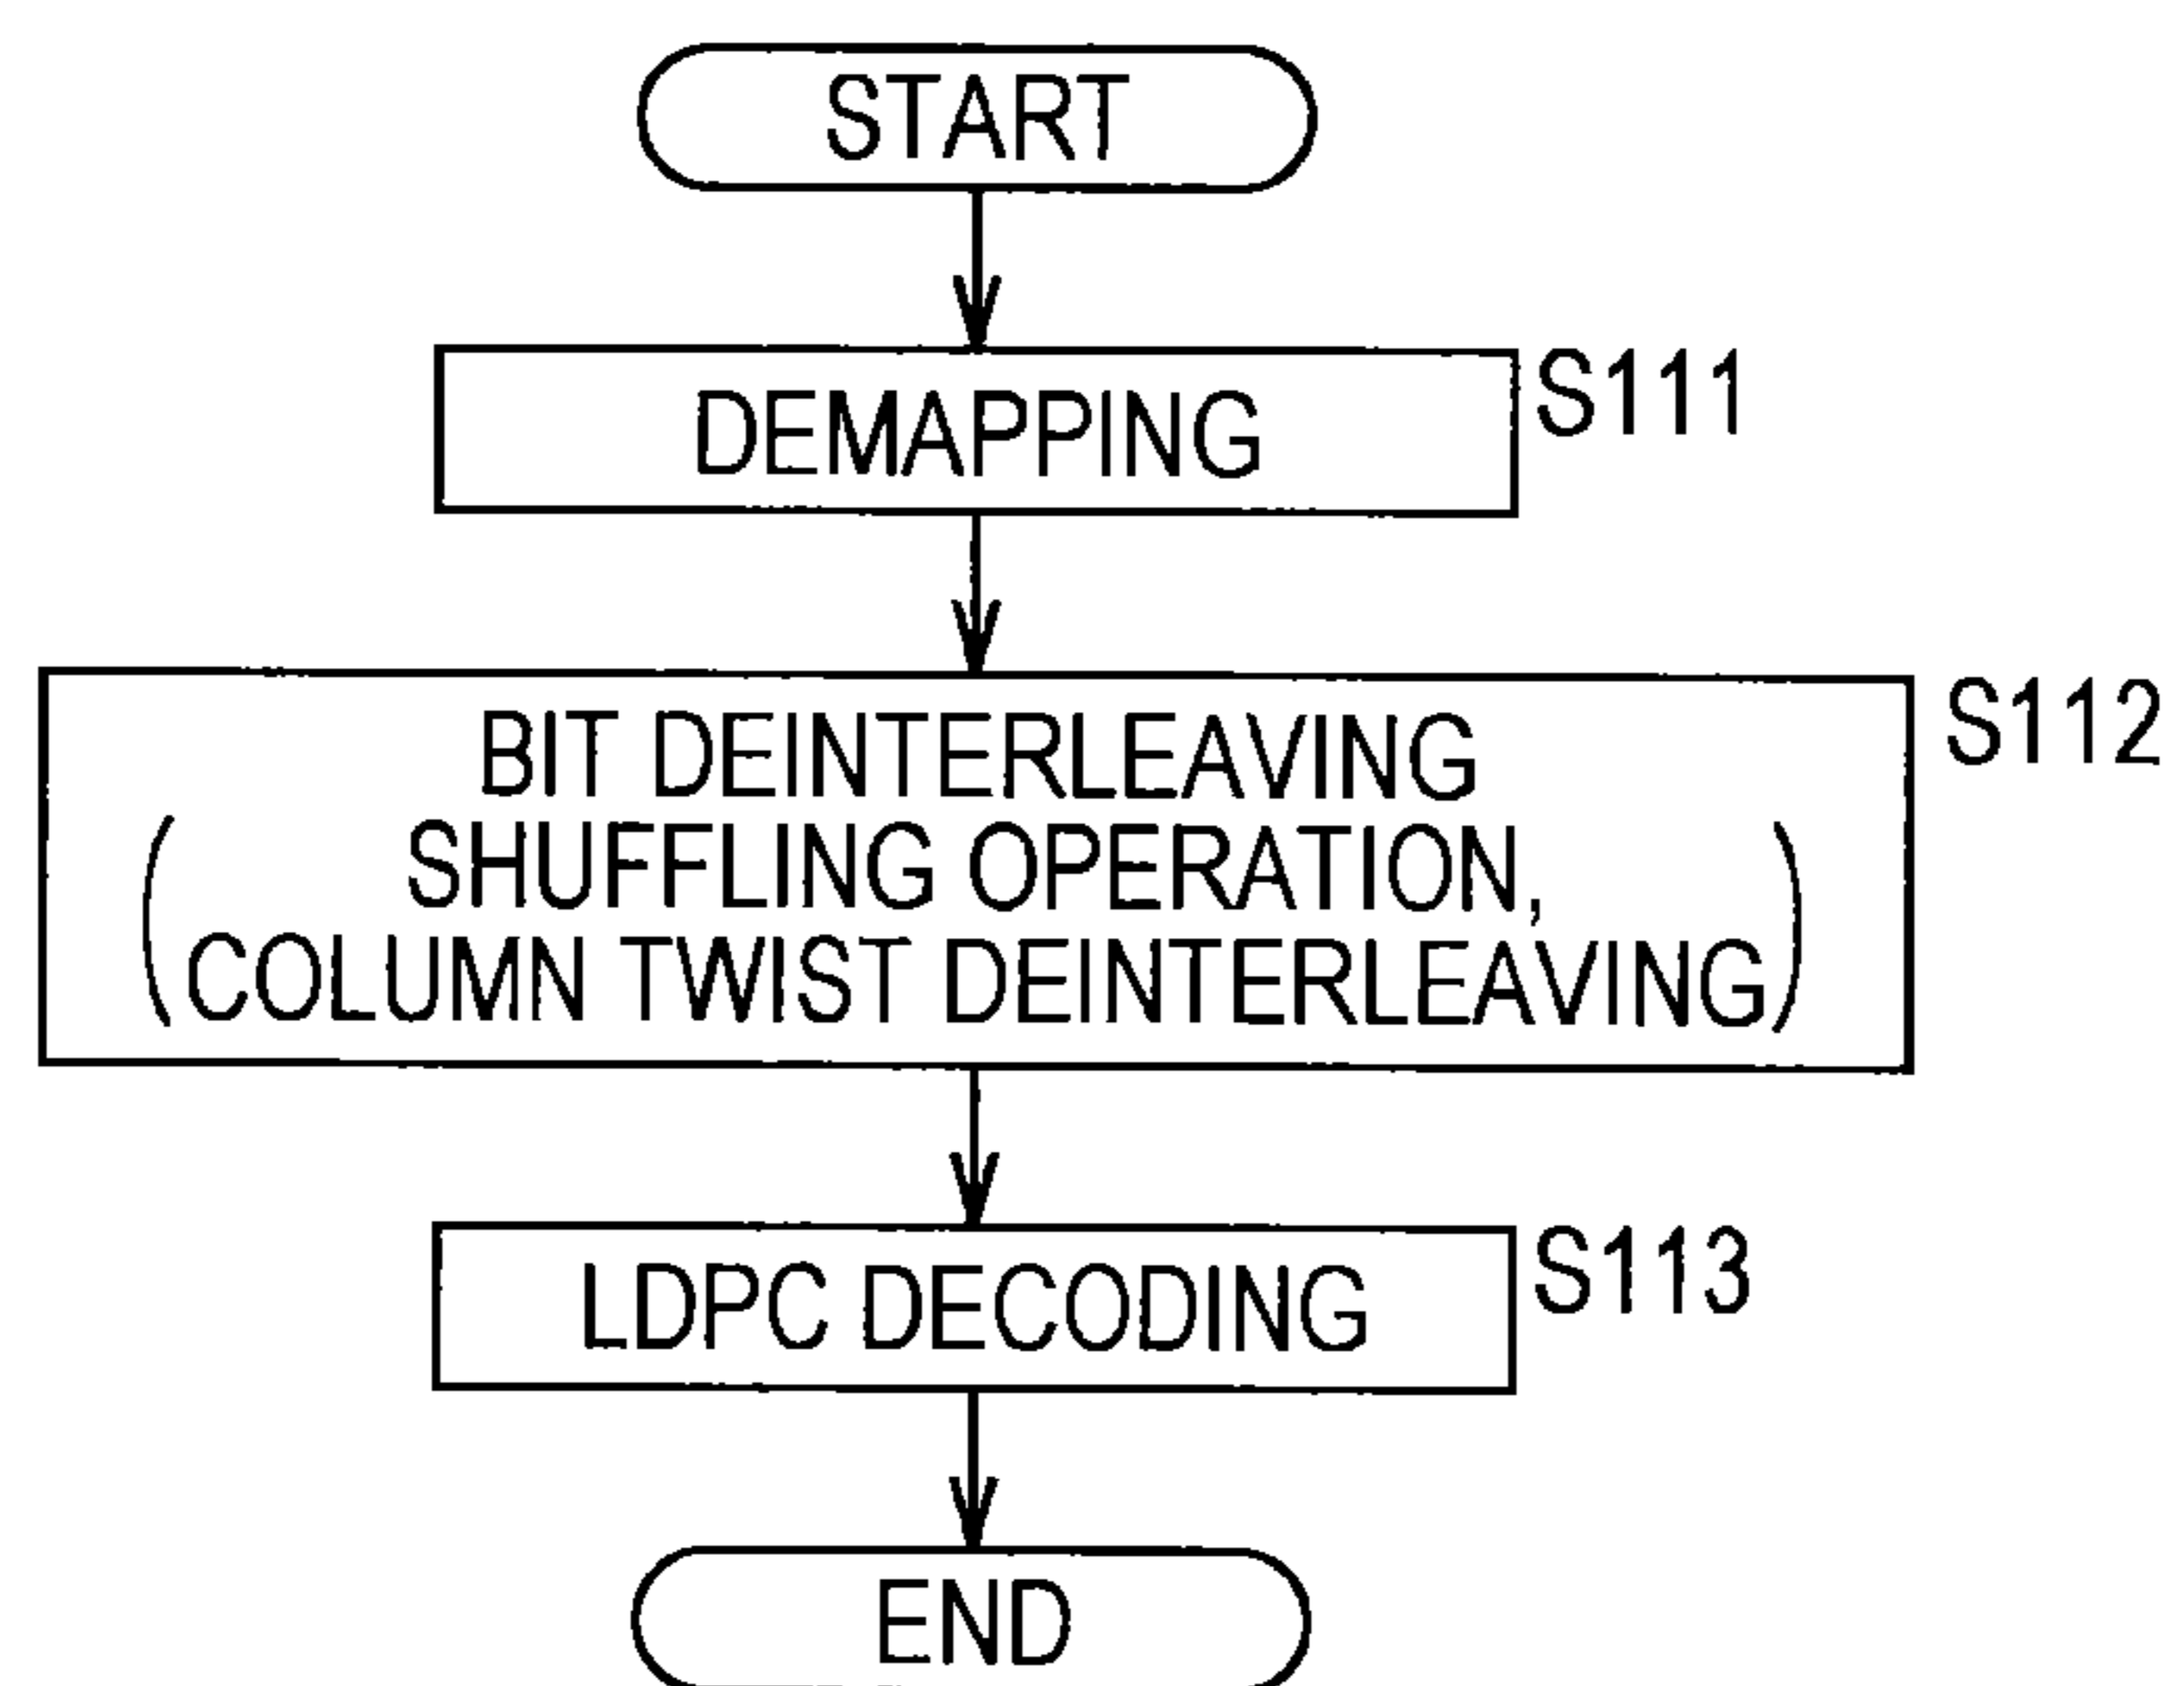 START
DEMAPPING
S111
BIT DEINTERLEAVING
S112
(SHUFFLING OPERATION,
COLUMN TWIST DEINTERLEAVING)
LDPC DECODING
S113
END